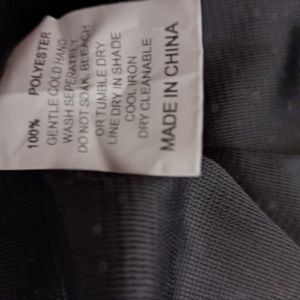 100% POLYESTER
GENTLE COLD HAND
WASH SEPERATELY
DO NOT SOAK, BLEACH
OR TUMBLE DRY
LINE DRY IN SHADE
COOL IRON
DRY CLEANABLE
MADE IN CHINA